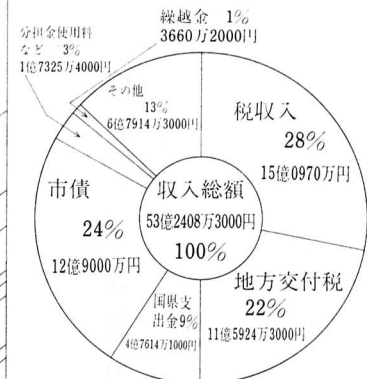 繰越金 1%
3660万2000円
分担金使用料
など 3%
1億7325万4000円
その他
13%
6億7914万3000円
税収入
28%
15億0970万円
市債
24%
12億9000万円
収入総額
53億2408万3000円
100%
国県支
出金9%
4億7614万1000円
地方交付税
22%
11億5924万3000円